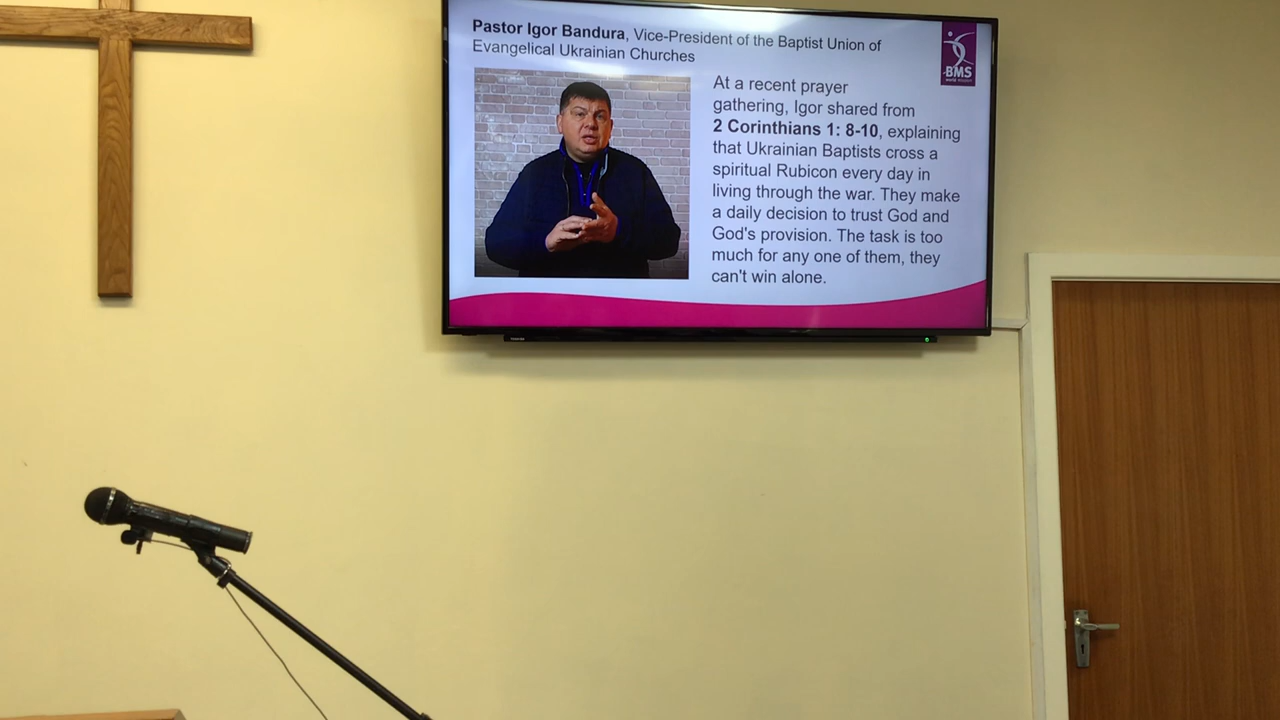 Pastor Igor Bandura, Vice-President of the Baptist Union of
Evangelical Ukrainian Churches
BMS
world mission
At a recent prayer
gathering, Igor shared from
2 Corinthians 1: 8-10, explaining
that Ukrainian Baptists cross a
spiritual Rubicon every day in
living through the war. They make
a daily decision to trust God and
God's provision. The task is too
much for any one of them, they
can't win alone.
TOSHIBA